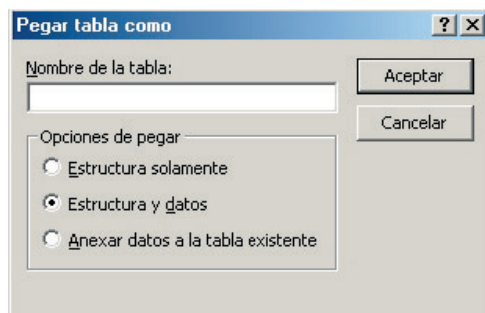 Pegar tabla como
Nombre de la tabla:
Aceptar
Cancelar
Opciones de pegar
Estructura solamente
Estructura y datos
Anexar datos a la tabla existente